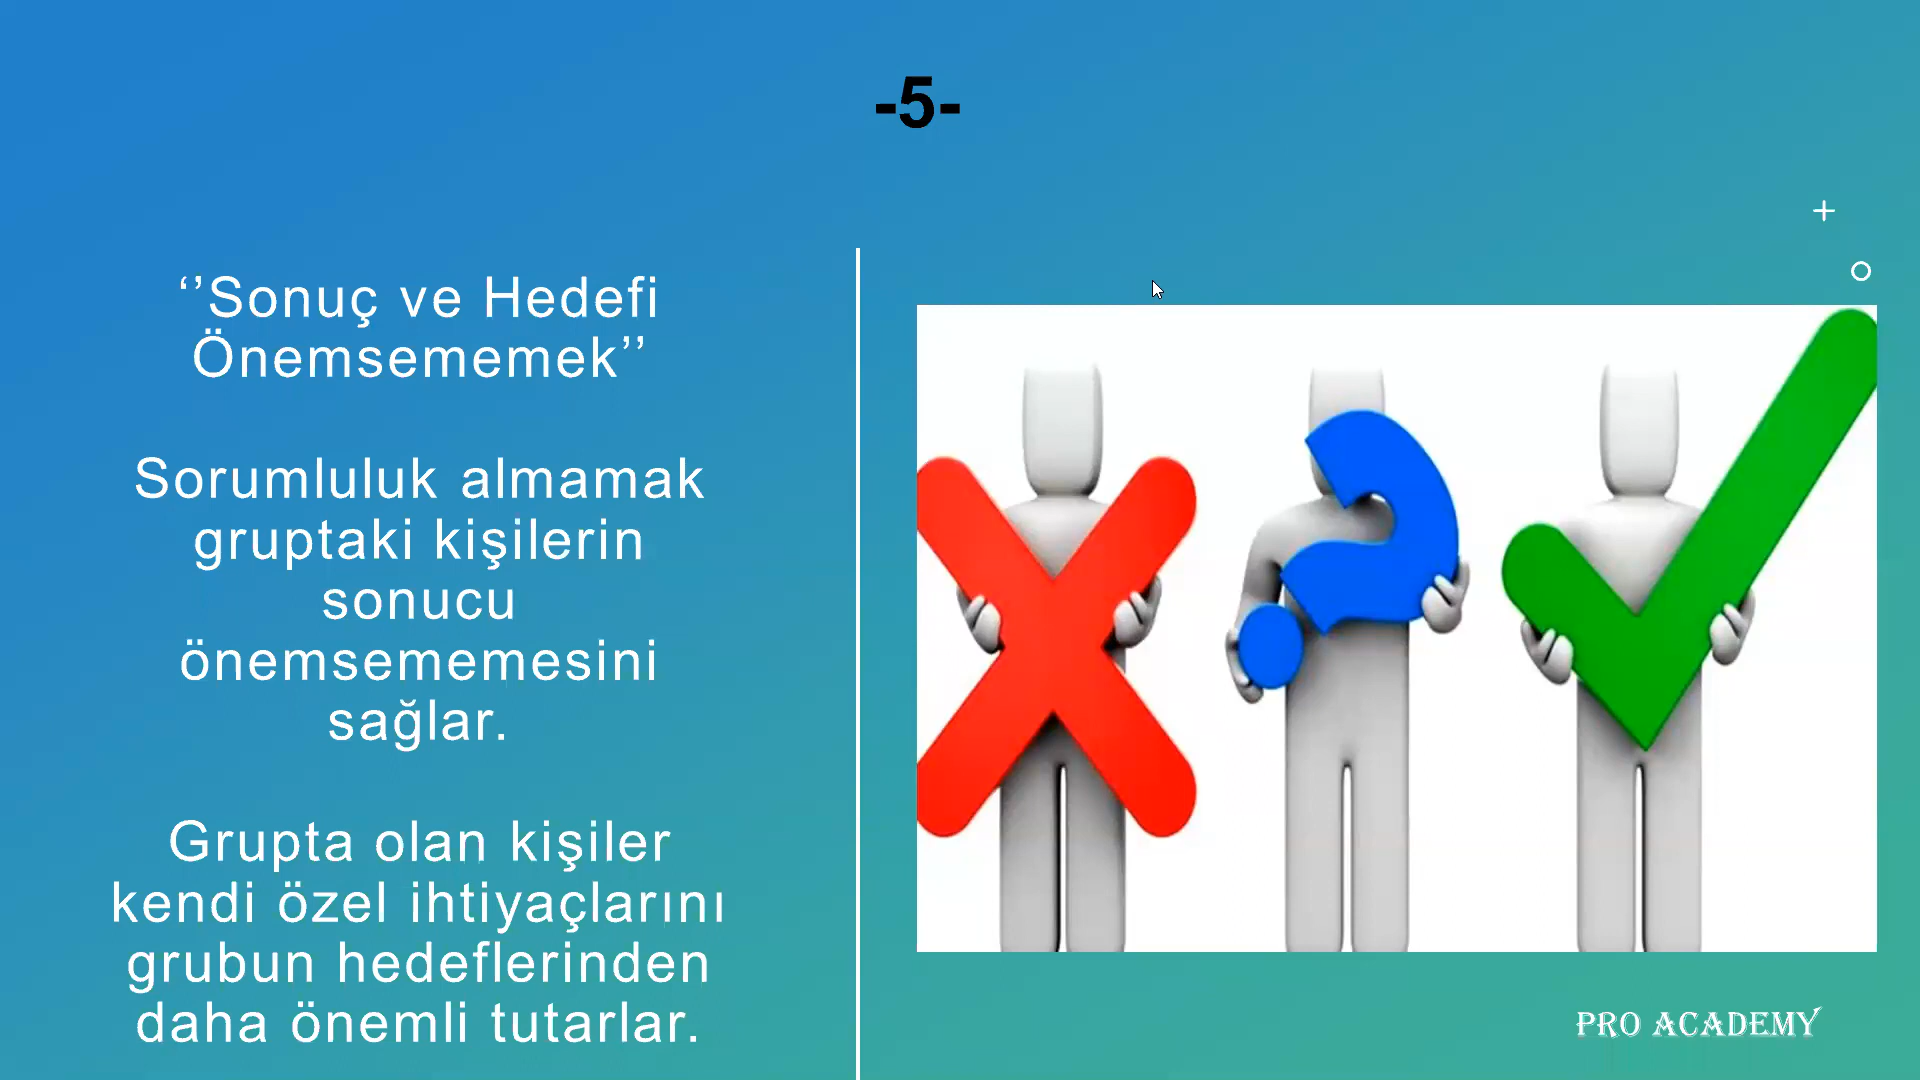 -5-
‘’Sonuç ve Hedefi
Önemsememek’’
Sorumluluk almamak
gruptaki kişilerin
sonucu
önemsememesini
sağlar.
Grupta olan kişiler
kendi özel ihtiyaçlarını
grubun hedeflerinden
daha önemli tutarlar.
PRO ACADEMY